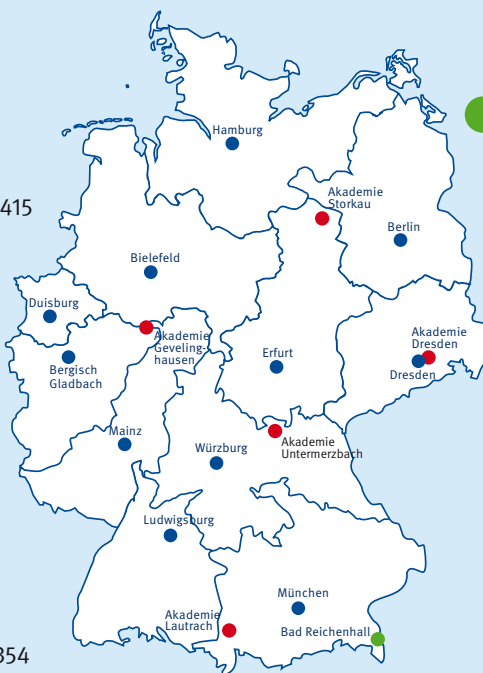 Hamburg
Akademie
Storkau
415
Berlin
Bielefeld
Duisburg
Akademie
Geveling-
hausen
Akademie
Dresden
Erfurt
Dresden
Bergisch
Gladbach
Mainz
Würzburg
Akademie
Untermerzbach
Ludwigsburg
München
Akademie
Lautrach
Bad Reichenhall
354